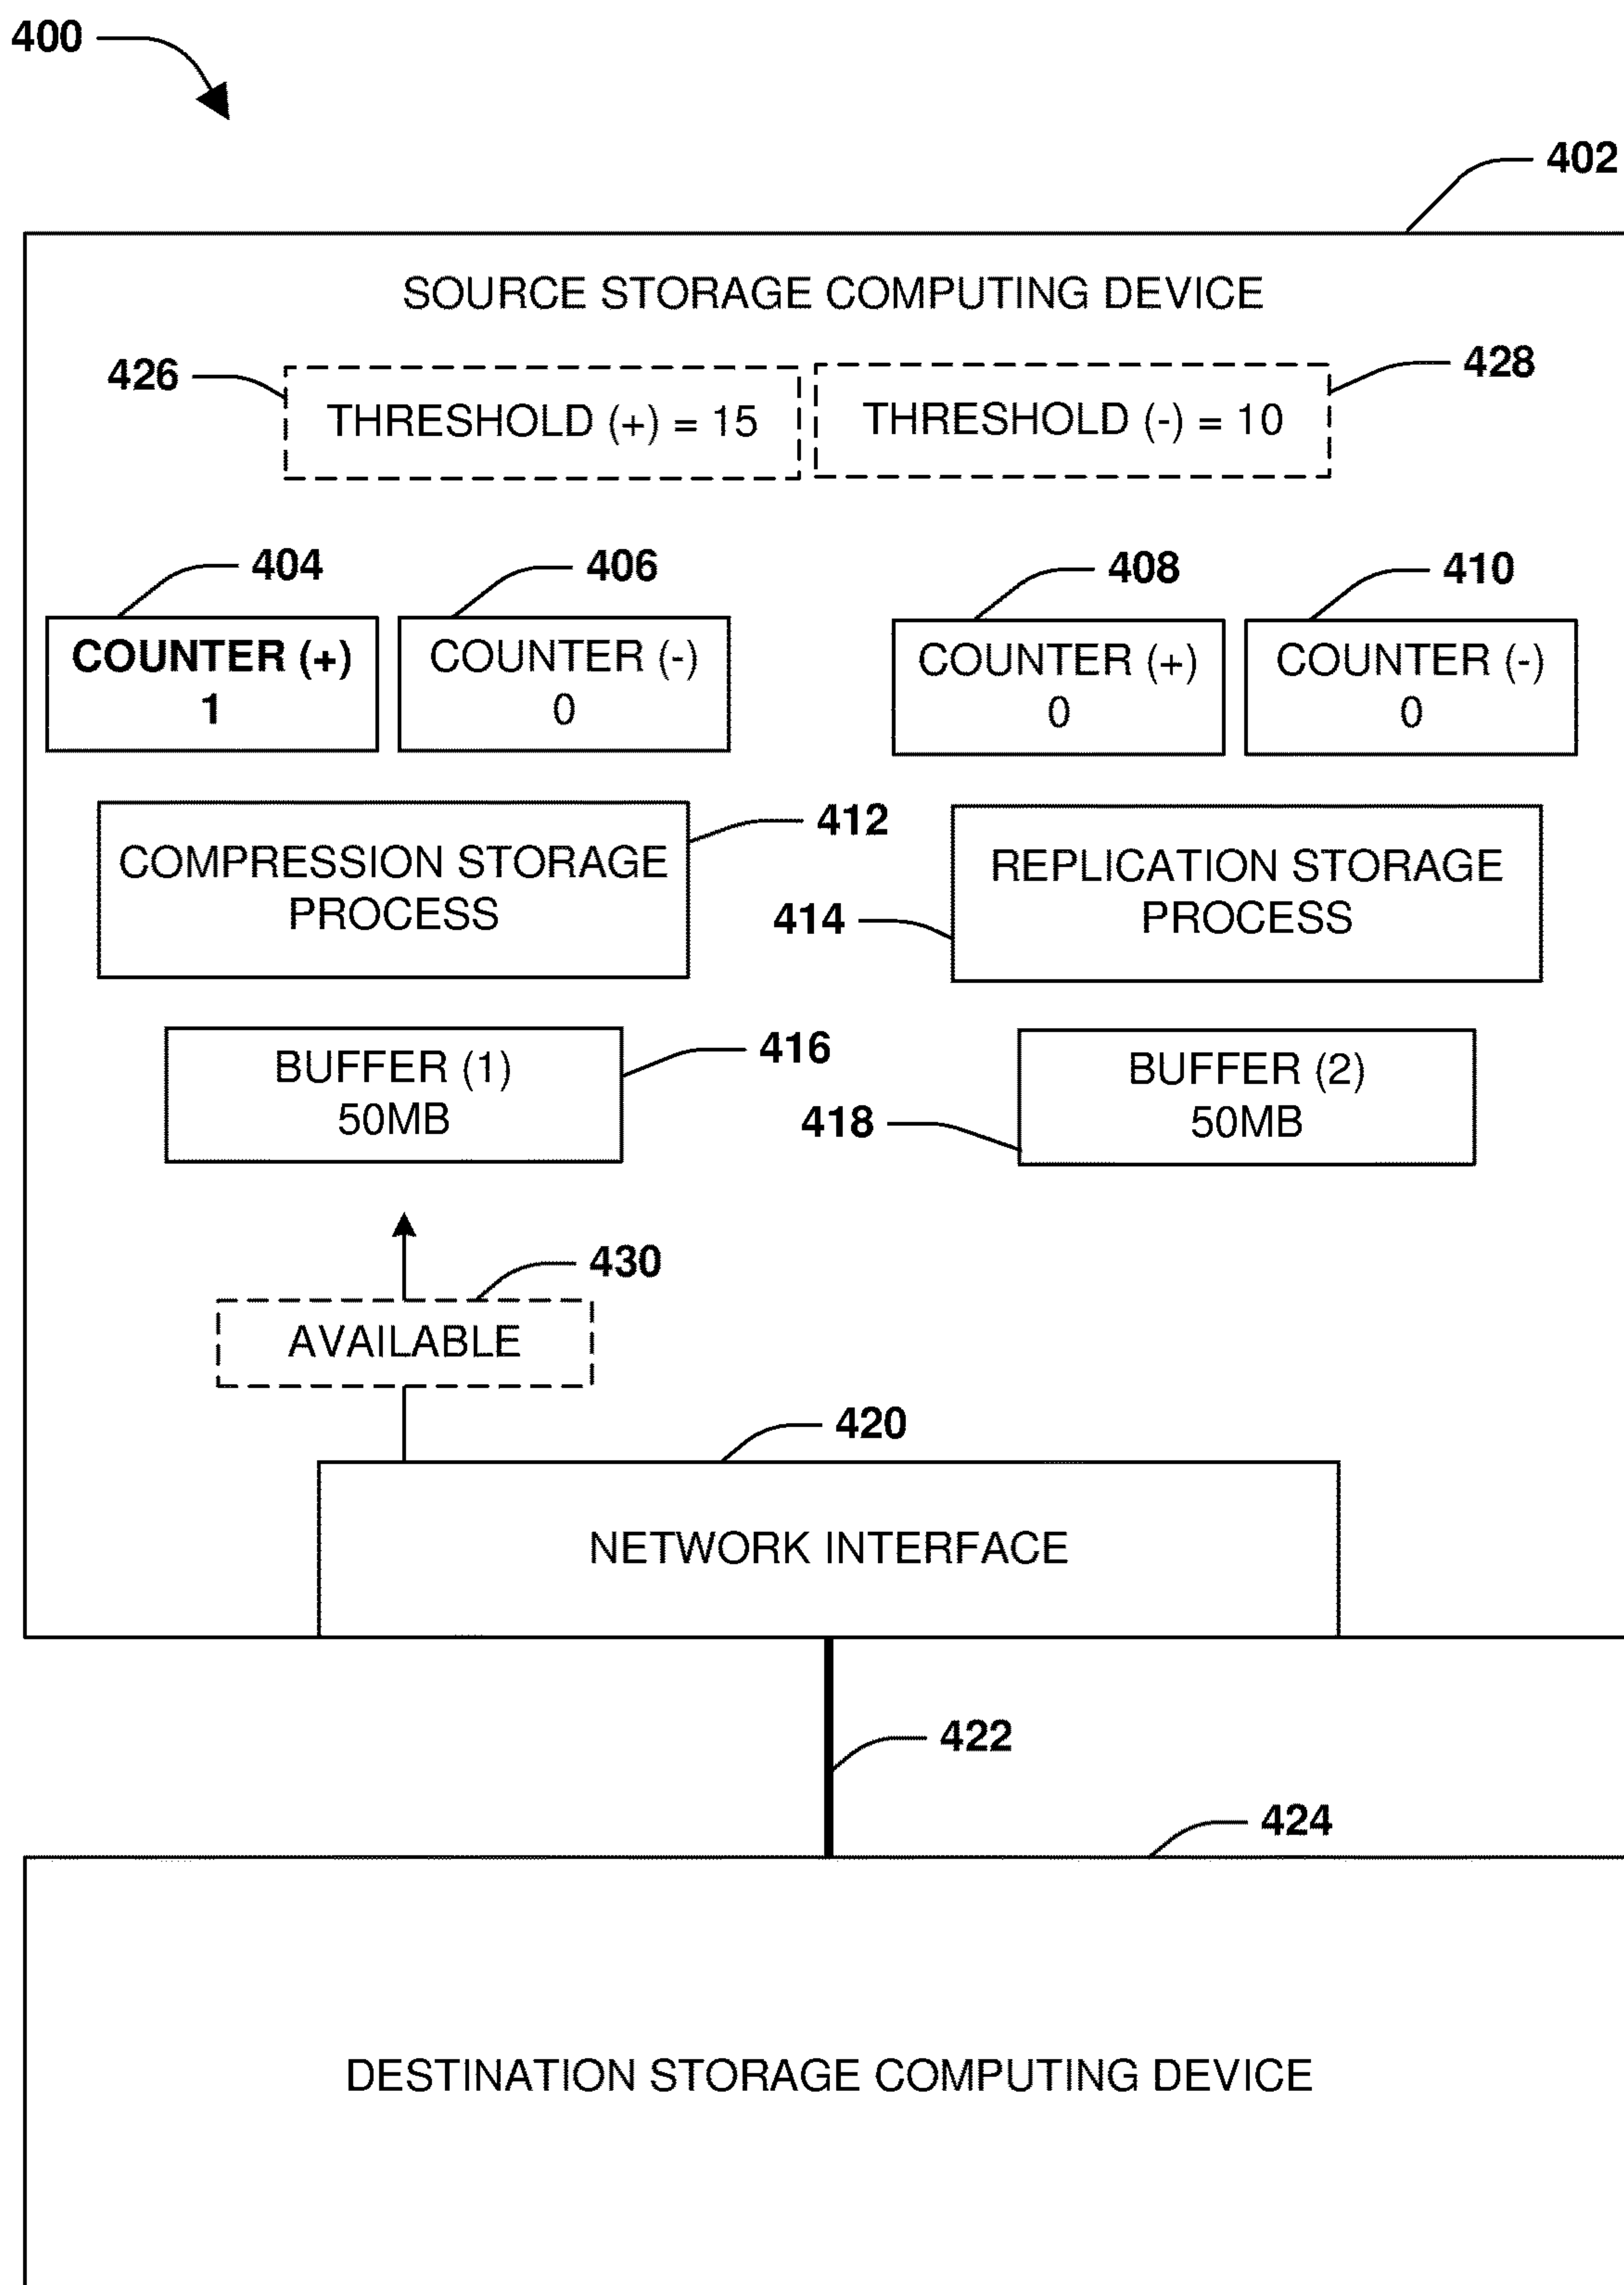 400
402
SOURCE STORAGE COMPUTING DEVICE
426
428
THRESHOLD (+) = 15
THRESHOLD (-) = 10
404
406
408
410
COUNTER (+)
1
COUNTER (-)
0
COUNTER (+)
0
COUNTER (-)
0
412
COMPRESSION STORAGE
PROCESS
414
REPLICATION STORAGE
PROCESS
416
BUFFER (1)
50MB
418
BUFFER (2)
50MB
430
AVAILABLE
420
NETWORK INTERFACE
422
424
DESTINATION STORAGE COMPUTING DEVICE